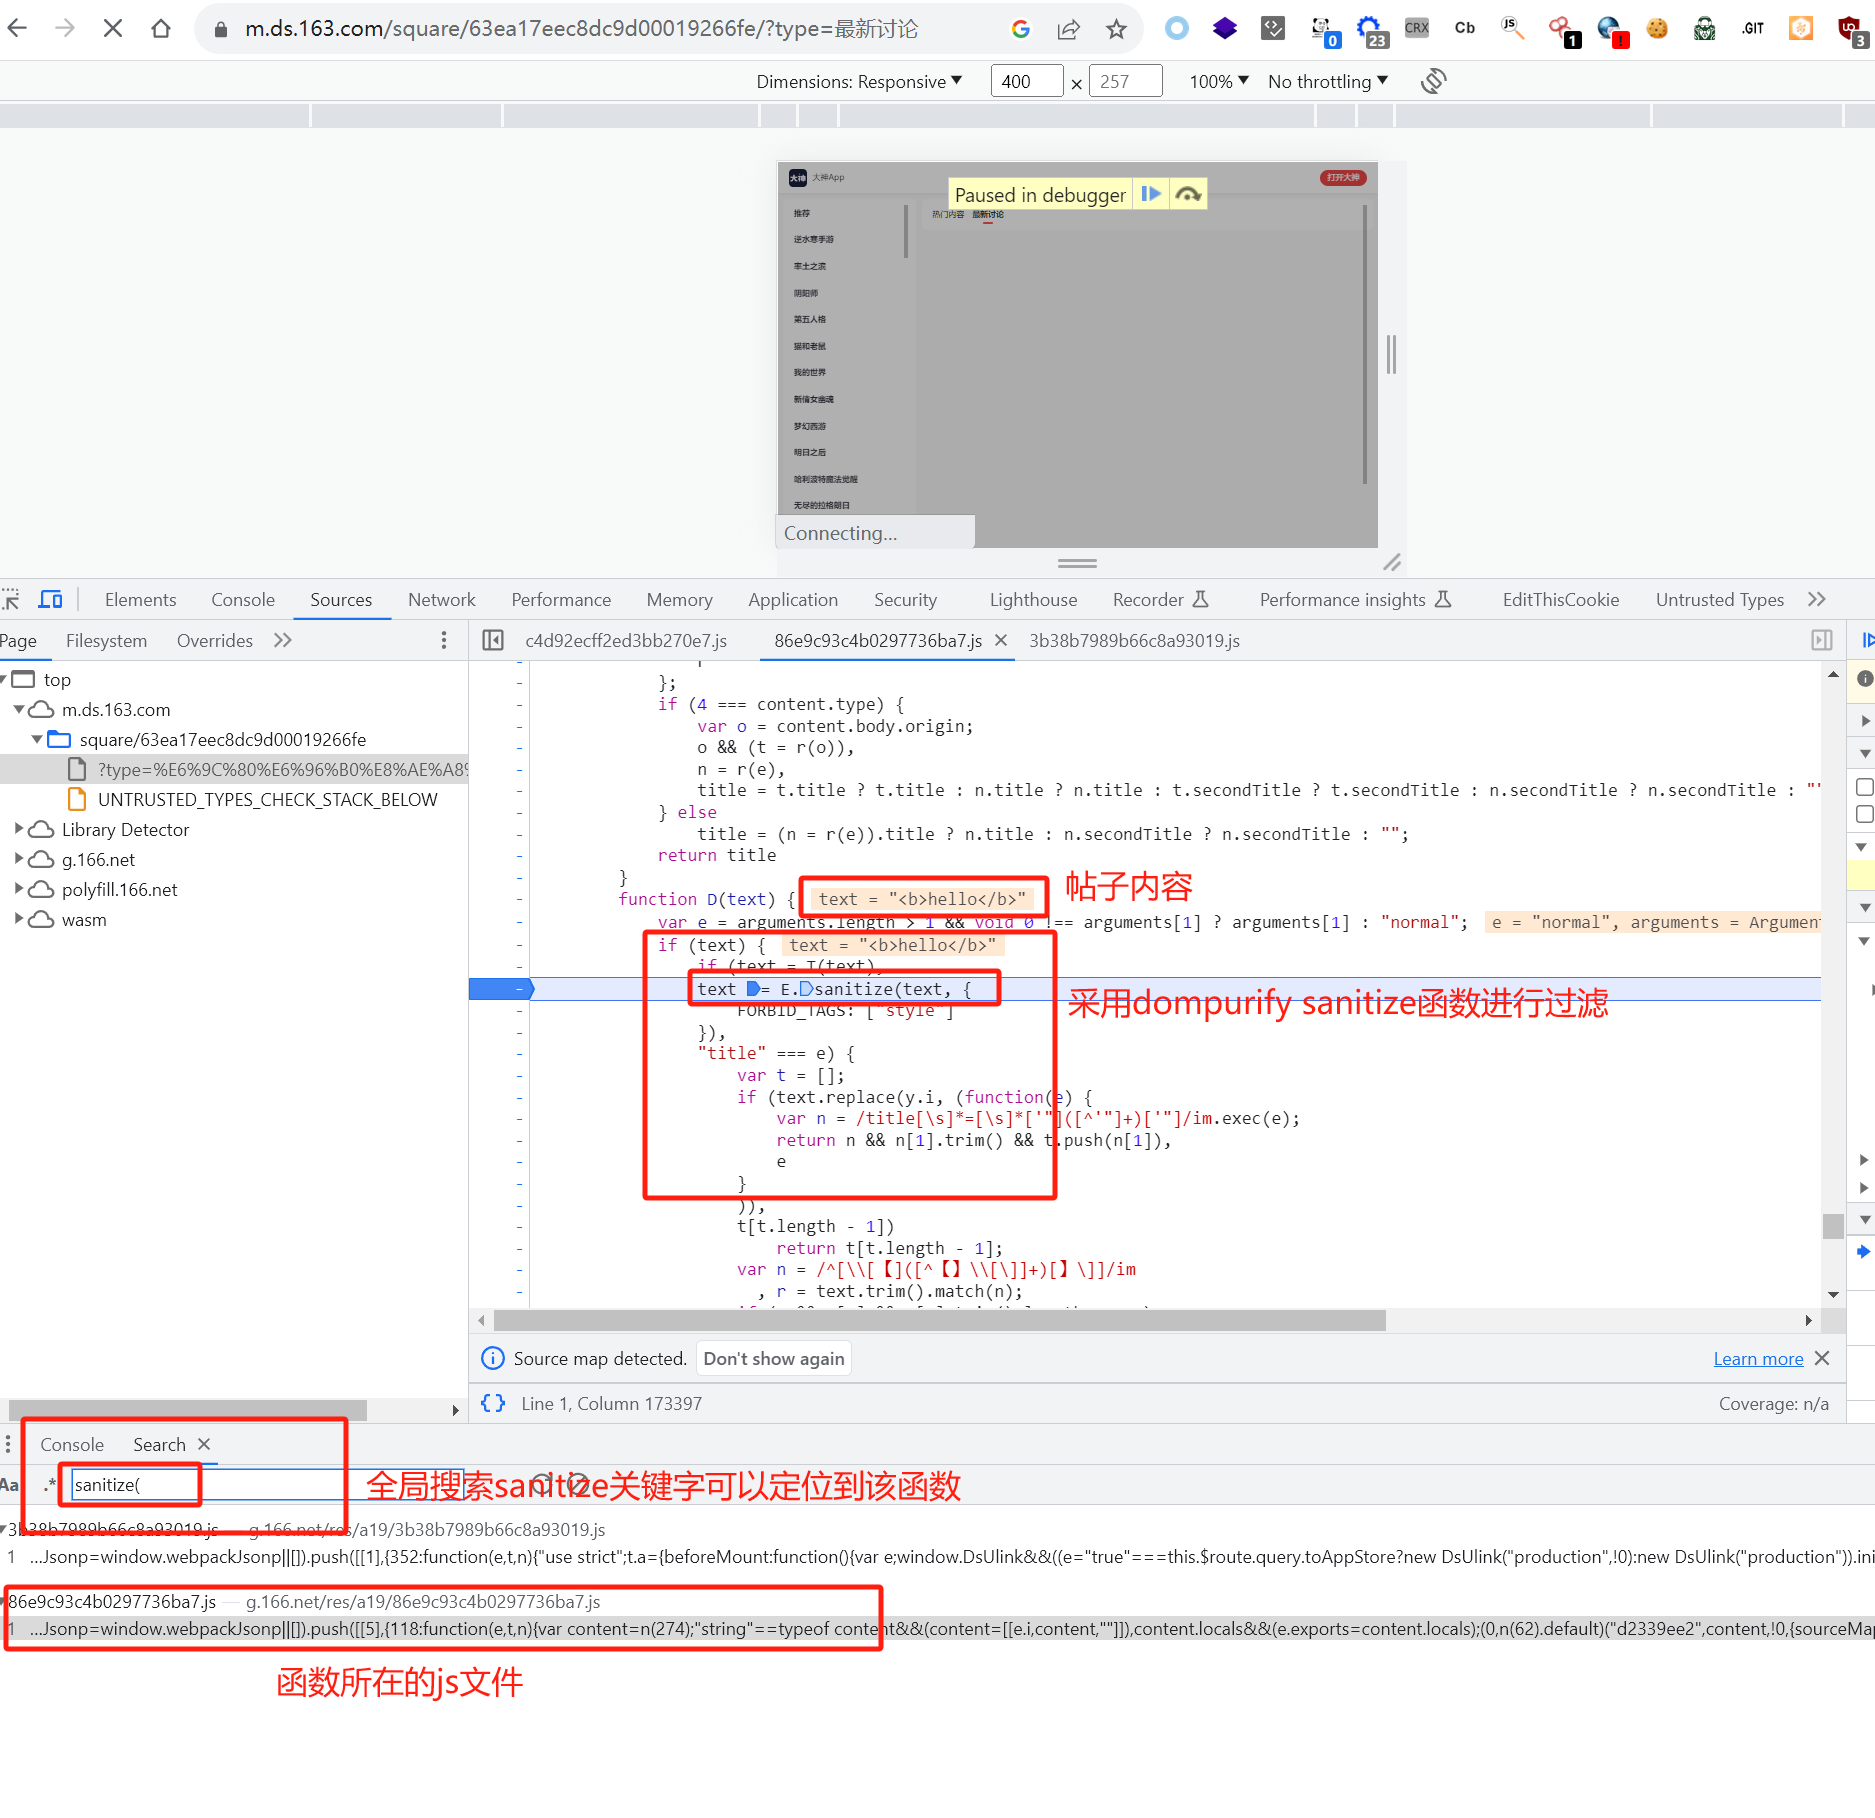 m.ds.163.com/square/63ea17eec8dc9d00019266fe/?type=最新讨论
0
23
CRX
Cb
JS
1
!
.GIT
3
Dimensions: Responsive ▼ 400 × 257 100% ▼ No throttling ▼
大神 大神App
打开大神
Paused in debugger
热门内容 最新讨论
推荐
逆水寒手游
率土之滨
阴阳师
第五人格
猫和老鼠
我的世界
新倩女幽魂
梦幻西游
明日之后
哈利波特魔法觉醒
无尽的拉格朗日
Connecting...
Elements Console Sources Network Performance Memory Application Security Lighthouse Recorder Performance insights EditThisCookie Untrusted Types
Page Filesystem Overrides
c4d92ecff2ed3bb270e7.js 86e9c93c4b0297736ba7.js × 3b38b7989b66c8a93019.js
top
m.ds.163.com
square/63ea17eec8dc9d00019266fe
?type=%E6%9C%80%E6%96%B0%E8%AE%A8%
UNTRUSTED_TYPES_CHECK_STACK_BELOW
Library Detector
g.166.net
polyfill.166.net
wasm
};
if (4 === content.type) {
var o = content.body.origin;
o && (t = r(o)),
n = r(e),
title = t.title ? t.title : n.title ? n.title : t.secondTitle ? t.secondTitle : n.secondTitle ? n.secondTitle : ""
} else
title = (n = r(e)).title ? n.title : n.secondTitle ? n.secondTitle : "";
return title
}
function D(text) { text = "<b>hello</b>"
帖子内容
var e = arguments.length > 1 && void 0 !== arguments[1] ? arguments[1] : "normal"; e = "normal", arguments = Argument
if (text) { text = "<b>hello</b>"
if (text = T(text),
text = E.sanitize(text, {
采用dompurify sanitize函数进行过滤
FORBID_TAGS: ["style"]
}),
"title" === e) {
var t = [];
if (text.replace(y.i, (function(e) {
var n = /title[\s]*=[\s]*['"]([^'"]+)['"]/im.exec(e);
return n && n[1].trim() && t.push(n[1]),
e
}
)),
t[t.length - 1])
return t[t.length - 1];
var n = /^[\\[【]([^【】\\[\]]+)[】\]]/im
, r = text.trim().match(n);
Source map detected. Don't show again Learn more
{} Line 1, Column 173397 Coverage: n/a
Console Search ×
Aa .* sanitize(
全局搜索sanitize关键字可以定位到该函数
3b38b7989b66c8a93019.js — g.166.net/res/a19/3b38b7989b66c8a93019.js
1 ...Jsonp=window.webpackJsonp||[]).push([[1],{352:function(e,t,n){"use strict";t.a={beforeMount:function(){var e;window.DsUlink&&((e="true"===this.$route.query.toAppStore?new DsUlink("production",!0):new DsUlink("production")).ini
86e9c93c4b0297736ba7.js — g.166.net/res/a19/86e9c93c4b0297736ba7.js
1 ...Jsonp=window.webpackJsonp||[]).push([[5],{118:function(e,t,n){var content=n(274);"string"==typeof content&&(content=[[e.i,content,""]]),content.locals&&(e.exports=content.locals);(0,n(62).default)("d2339ee2",content,!0,{sourceMa
函数所在的js文件